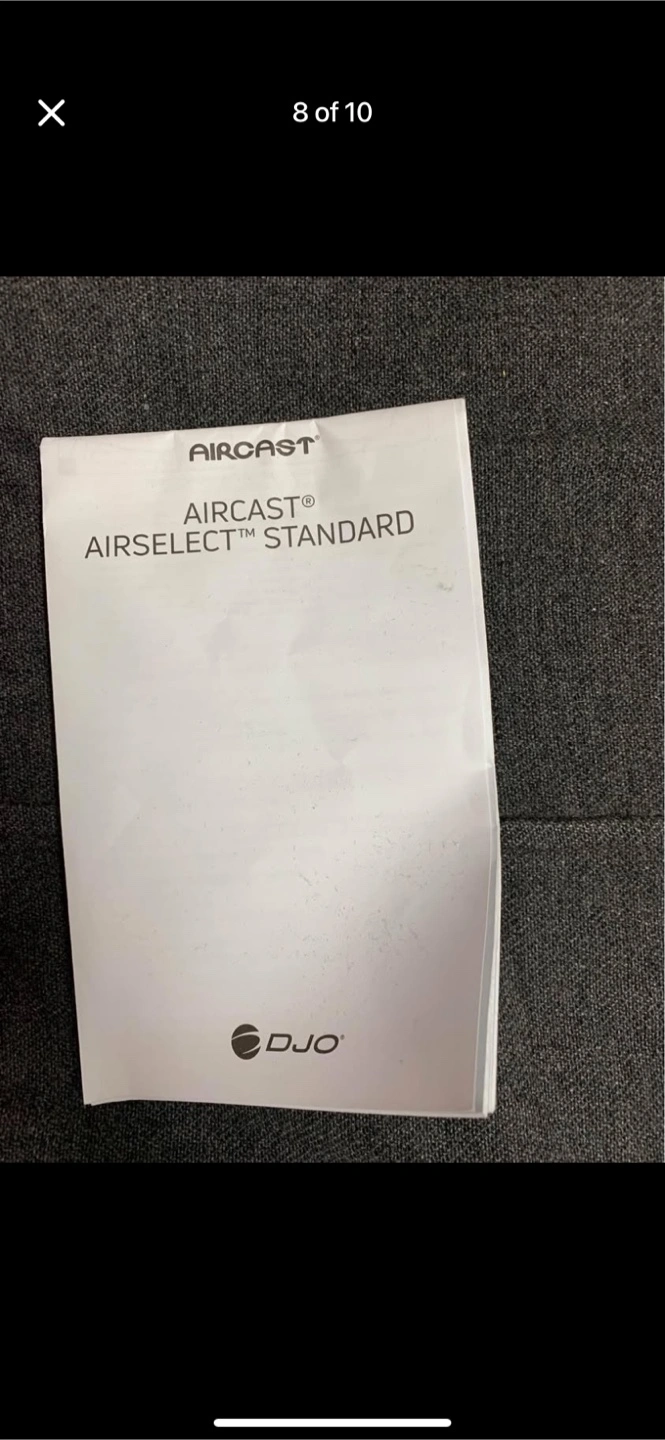 8 of 10
AIRCAST®
AIRCAST®
AIRSELECT™ STANDARD
DJO®